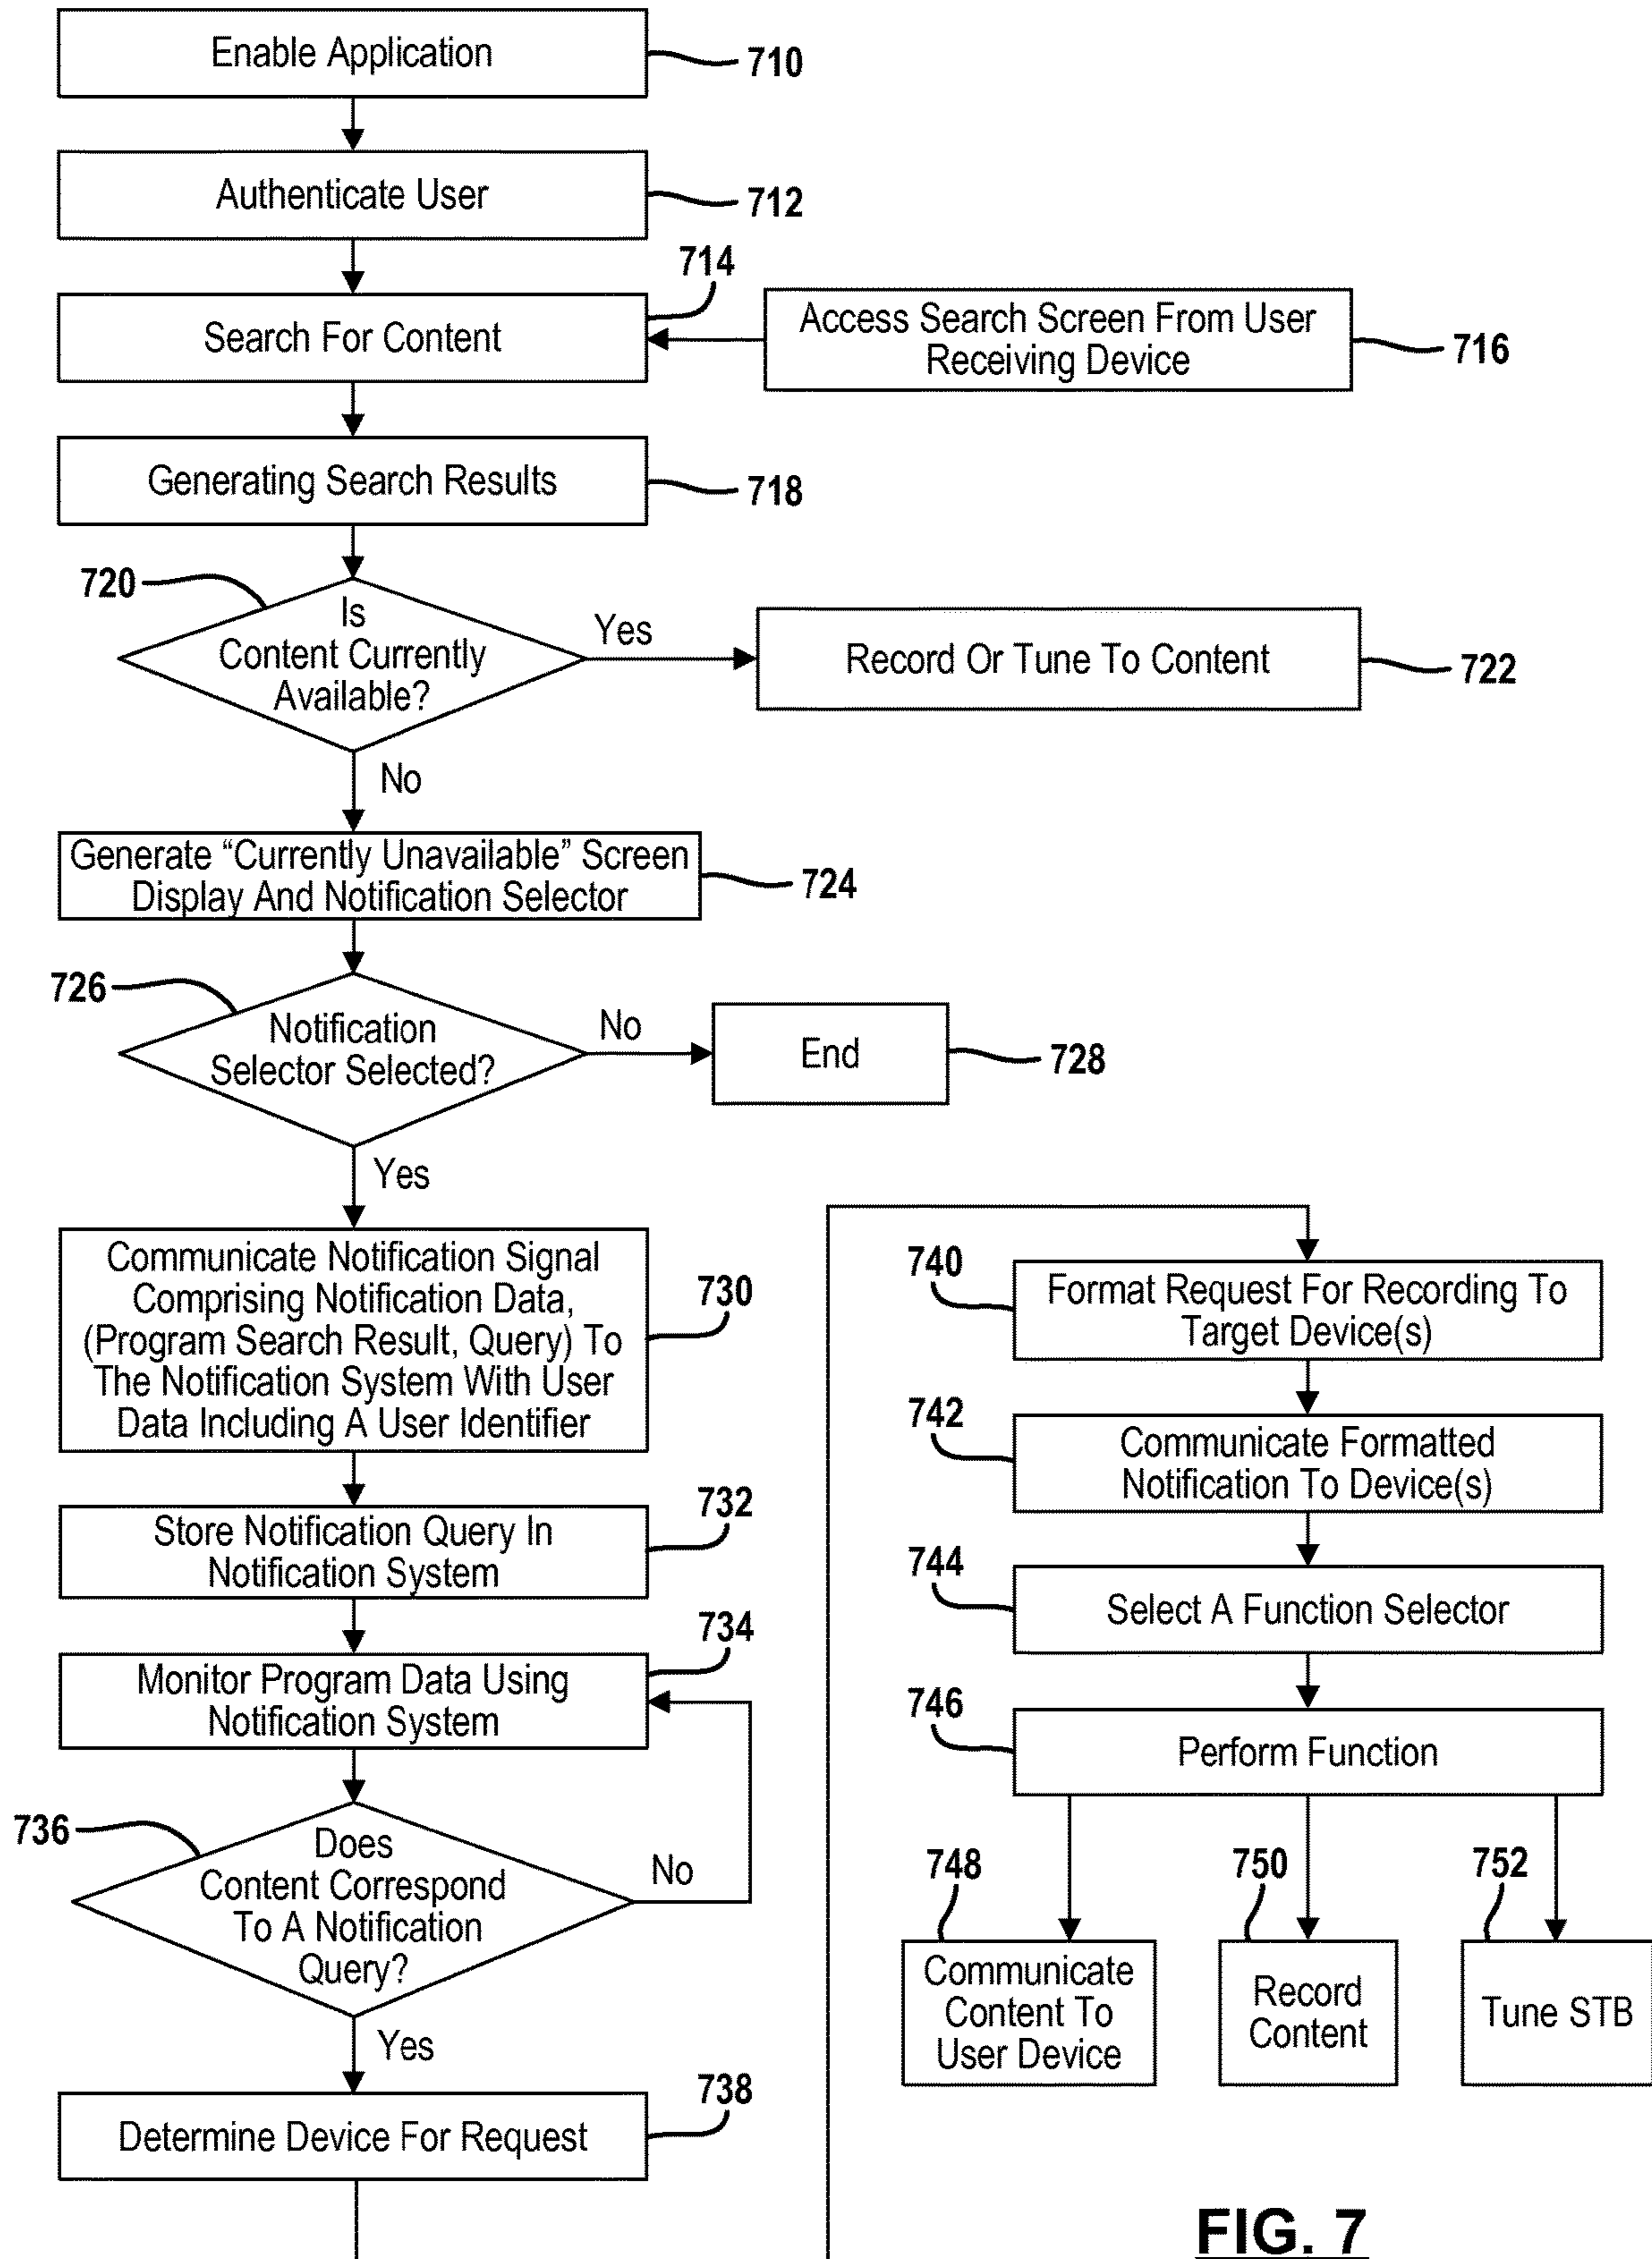 Enable Application
710
Authenticate User
712
714
Search For Content
Access Search Screen From User
Receiving Device
716
Generating Search Results
718
720
Is
Content Currently
Available?
Yes
Record Or Tune To Content
722
No
Generate “Currently Unavailable” Screen
Display And Notification Selector
724
726
Notification
Selector Selected?
No
End
728
Yes
Communicate Notification Signal
Comprising Notification Data,
(Program Search Result, Query) To
The Notification System With User
Data Including A User Identifier
730
Store Notification Query In
Notification System
732
734
Monitor Program Data Using
Notification System
736
Does
Content Correspond
To A Notification
Query?
No
Yes
738
Determine Device For Request
740
Format Request For Recording To
Target Device(s)
742
Communicate Formatted
Notification To Device(s)
744
Select A Function Selector
746
Perform Function
748
Communicate
Content To
User Device
750
Record
Content
752
Tune STB
FIG. 7